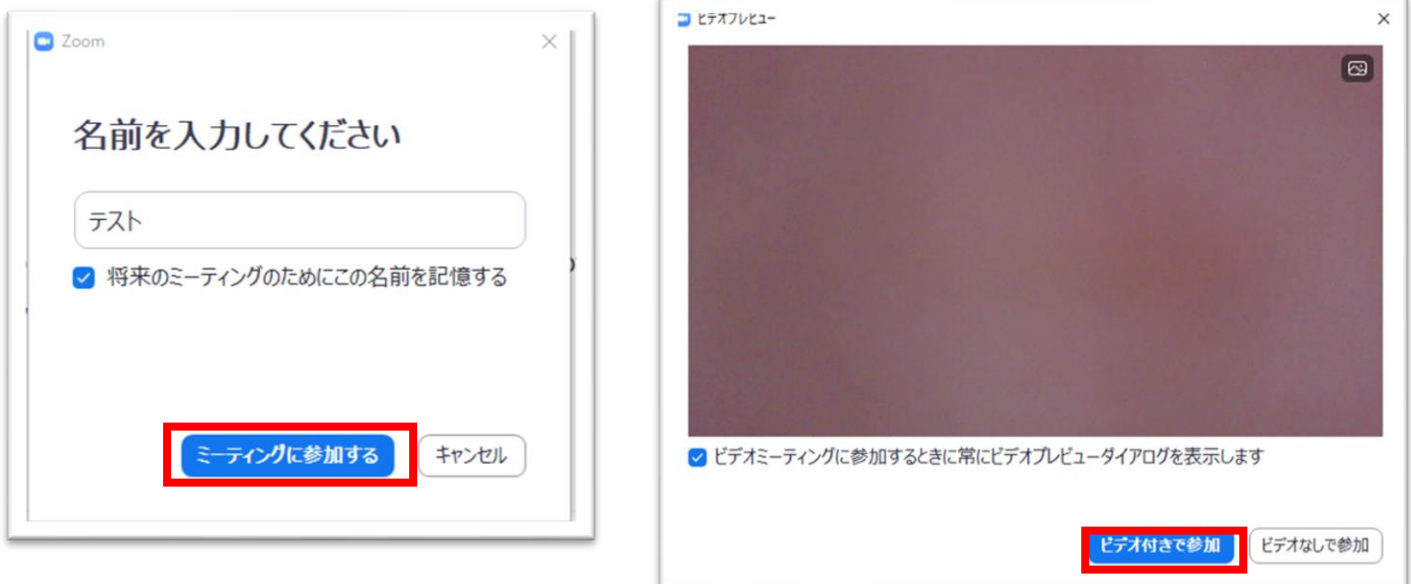 Zoom
名前を入力してください
テスト
将来のミーティングのためにこの名前を記憶する
ミーティングに参加する
キャンセル
ビデオプレビュー
ビデオミーティングに参加するときに常にビデオプレビューダイアログを表示します
ビデオ付きで参加
ビデオなしで参加